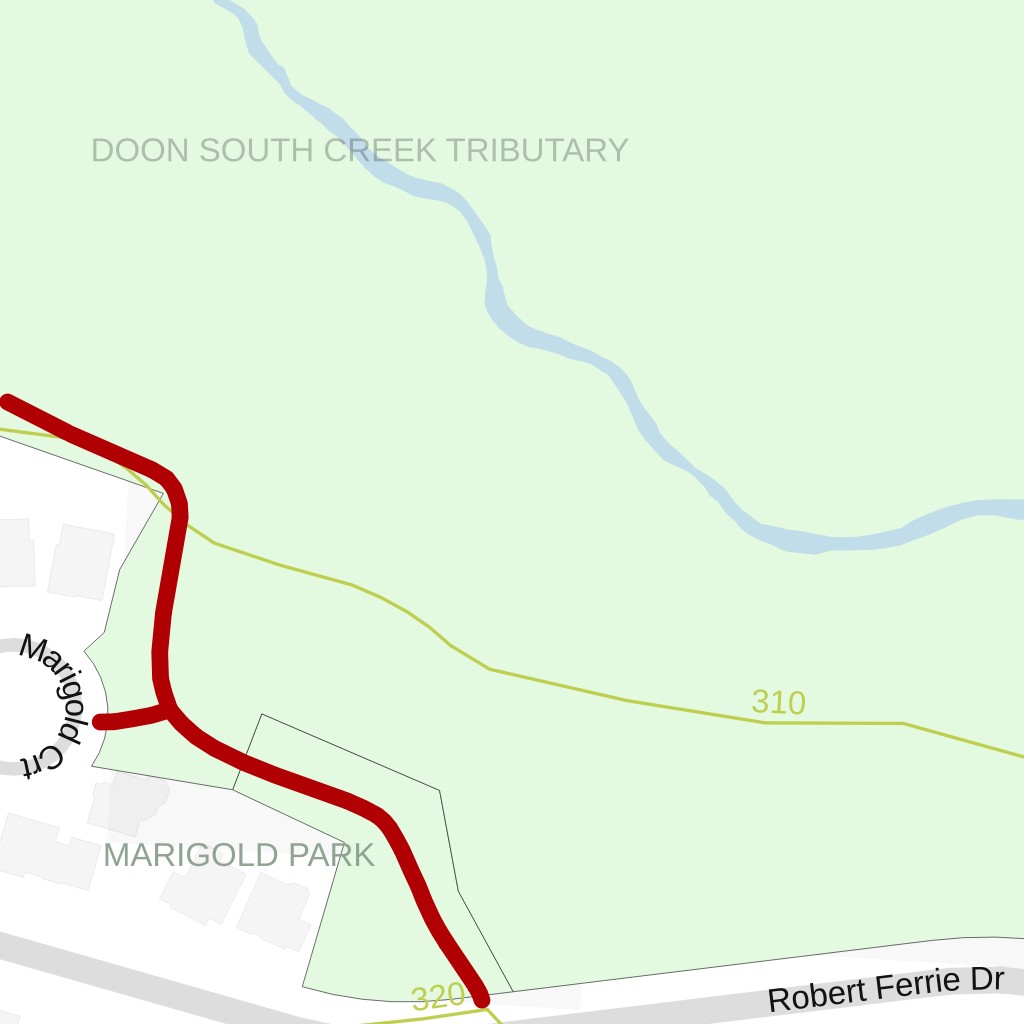 DOON SOUTH CREEK TRIBUTARY
Marigold Crt
310
MARIGOLD PARK
320
Robert Ferrie Dr